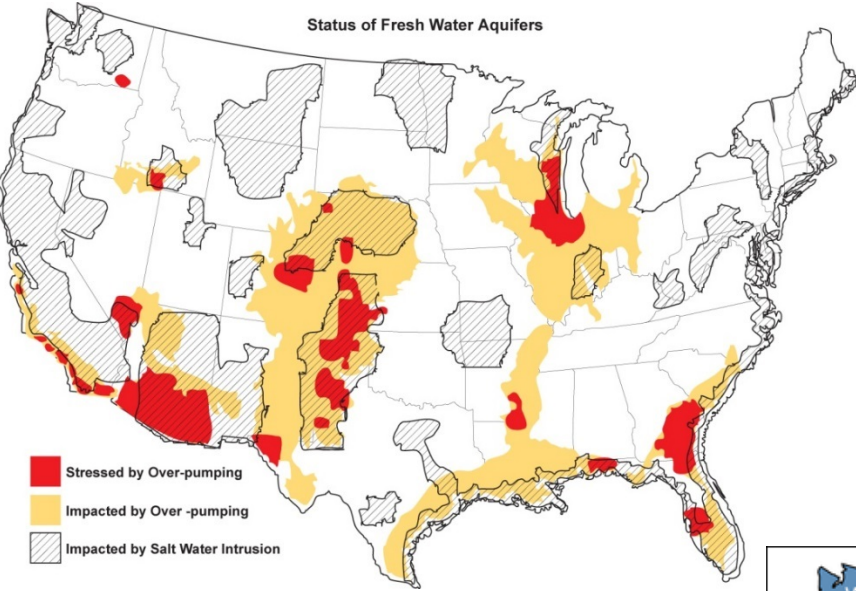 Status of Fresh Water Aquifers
Stressed by Over-pumping
Impacted by Over -pumping
Impacted by Salt Water Intrusion